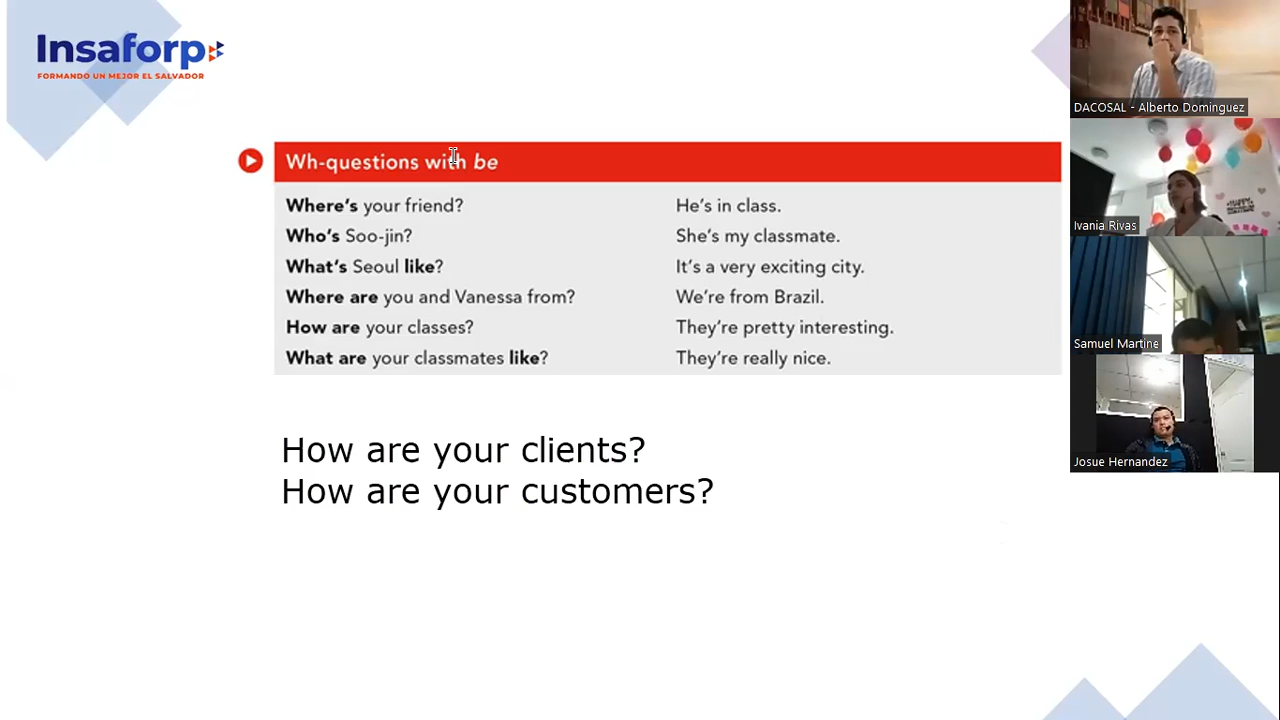 Insaforp
FORMANDO UN MEJOR EL SALVADOR
Wh-questions with be
Where's your friend? He's in class.
Who's Soo-jin? She's my classmate.
What's Seoul like? It's a very exciting city.
Where are you and Vanessa from? We're from Brazil.
How are your classes? They're pretty interesting.
What are your classmates like? They're really nice.
How are your clients?
How are your customers?
DACOSAL - Alberto Dominguez
Ivania Rivas
Samuel Martine
Josue Hernandez